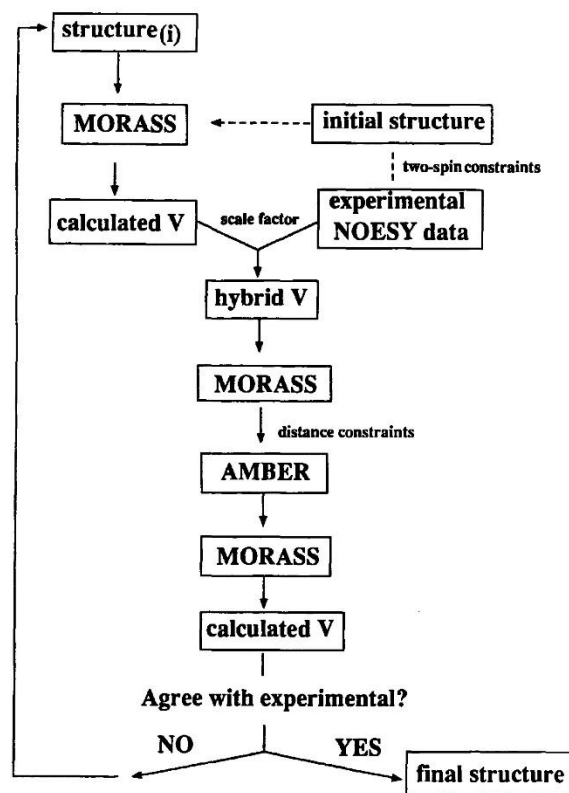 structure(i)
MORASS
initial structure
two-spin constraints
calculated V
scale factor
experimental
NOESY data
hybrid V
MORASS
distance constraints
AMBER
MORASS
calculated V
Agree with experimental?
NO
YES
final structure